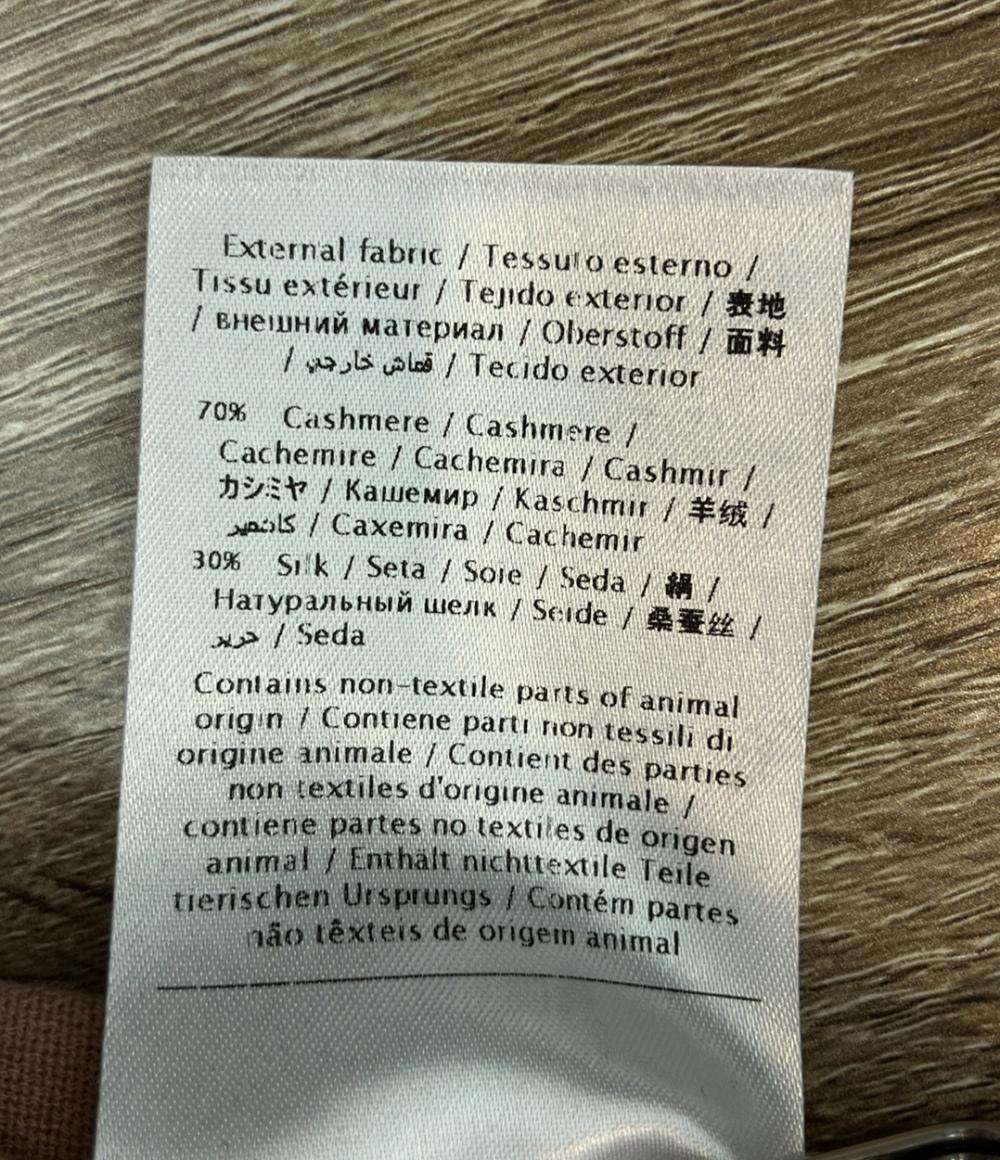 External fabric / Tessuto esterno /
Tissu extérieur / Tejido exterior / 表地
/ внешний материал / Oberstoff / 面料
/ قماش خارجي / Tecido exterior
70% Cashmere / Cashmere /
Cachemire / Cachemira / Cashmir /
カシミヤ / Кашемир / Kaschmir / 羊绒 /
كاشمير / Caxemira / Cachemir
30% Silk / Seta / Soie / Seda / 絹 /
Натуральный шелк / Seide / 桑蚕丝 /
حرير / Seda
Contains non-textile parts of animal
origin / Contiene parti non tessili di
origine animale / Contient des parties
non textiles d'origine animale /
contiene partes no textiles de origen
animal / Enthält nichttextile Teile
tierischen Ursprungs / Contém partes
não têxteis de origem animal